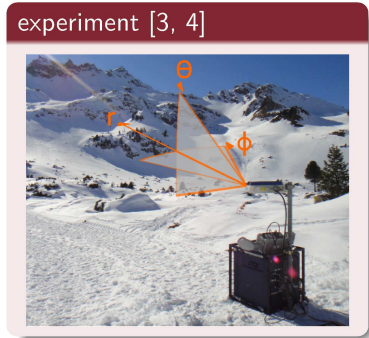 experiment [3, 4]
θ
r
ϕ